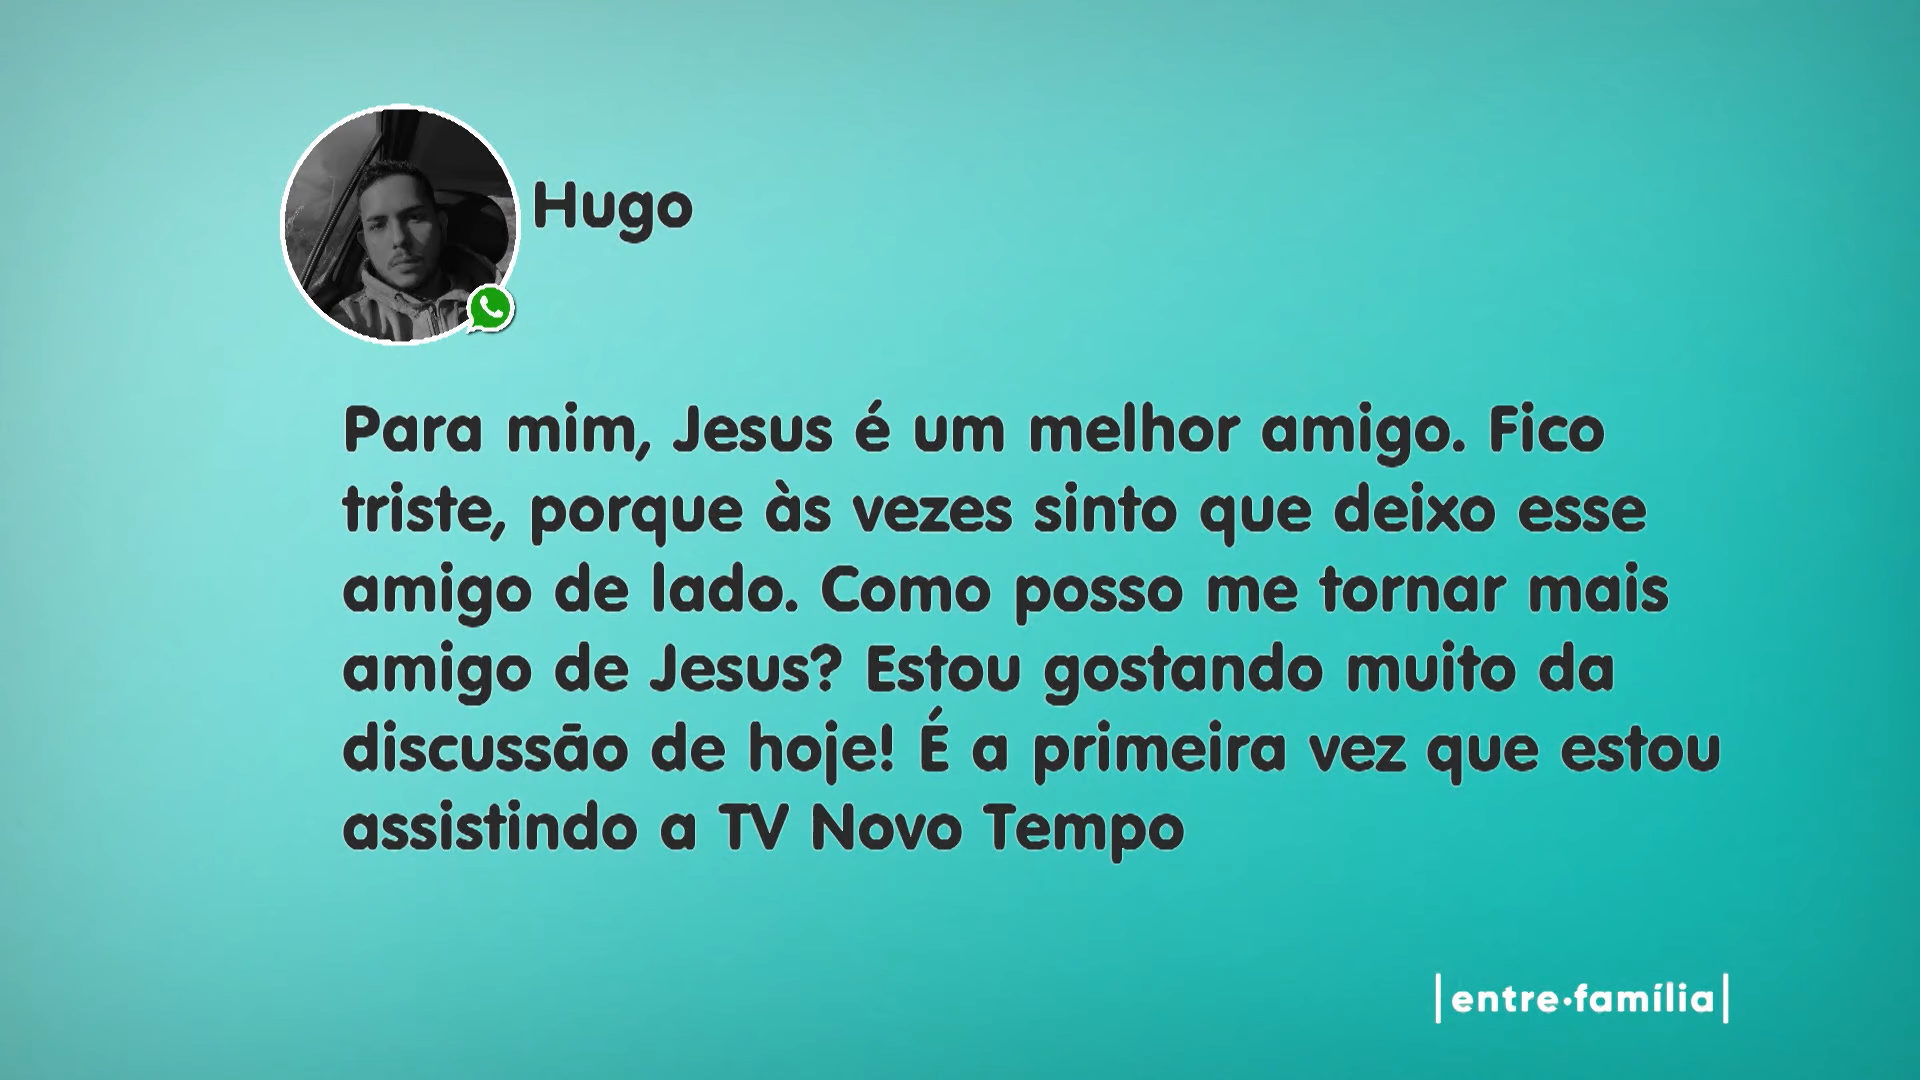 Hugo
Para mim, Jesus é um melhor amigo. Fico
triste, porque às vezes sinto que deixo esse
amigo de lado. Como posso me tornar mais
amigo de Jesus? Estou gostando muito da
discussão de hoje! É a primeira vez que estou
assistindo a TV Novo Tempo
|entre•família|